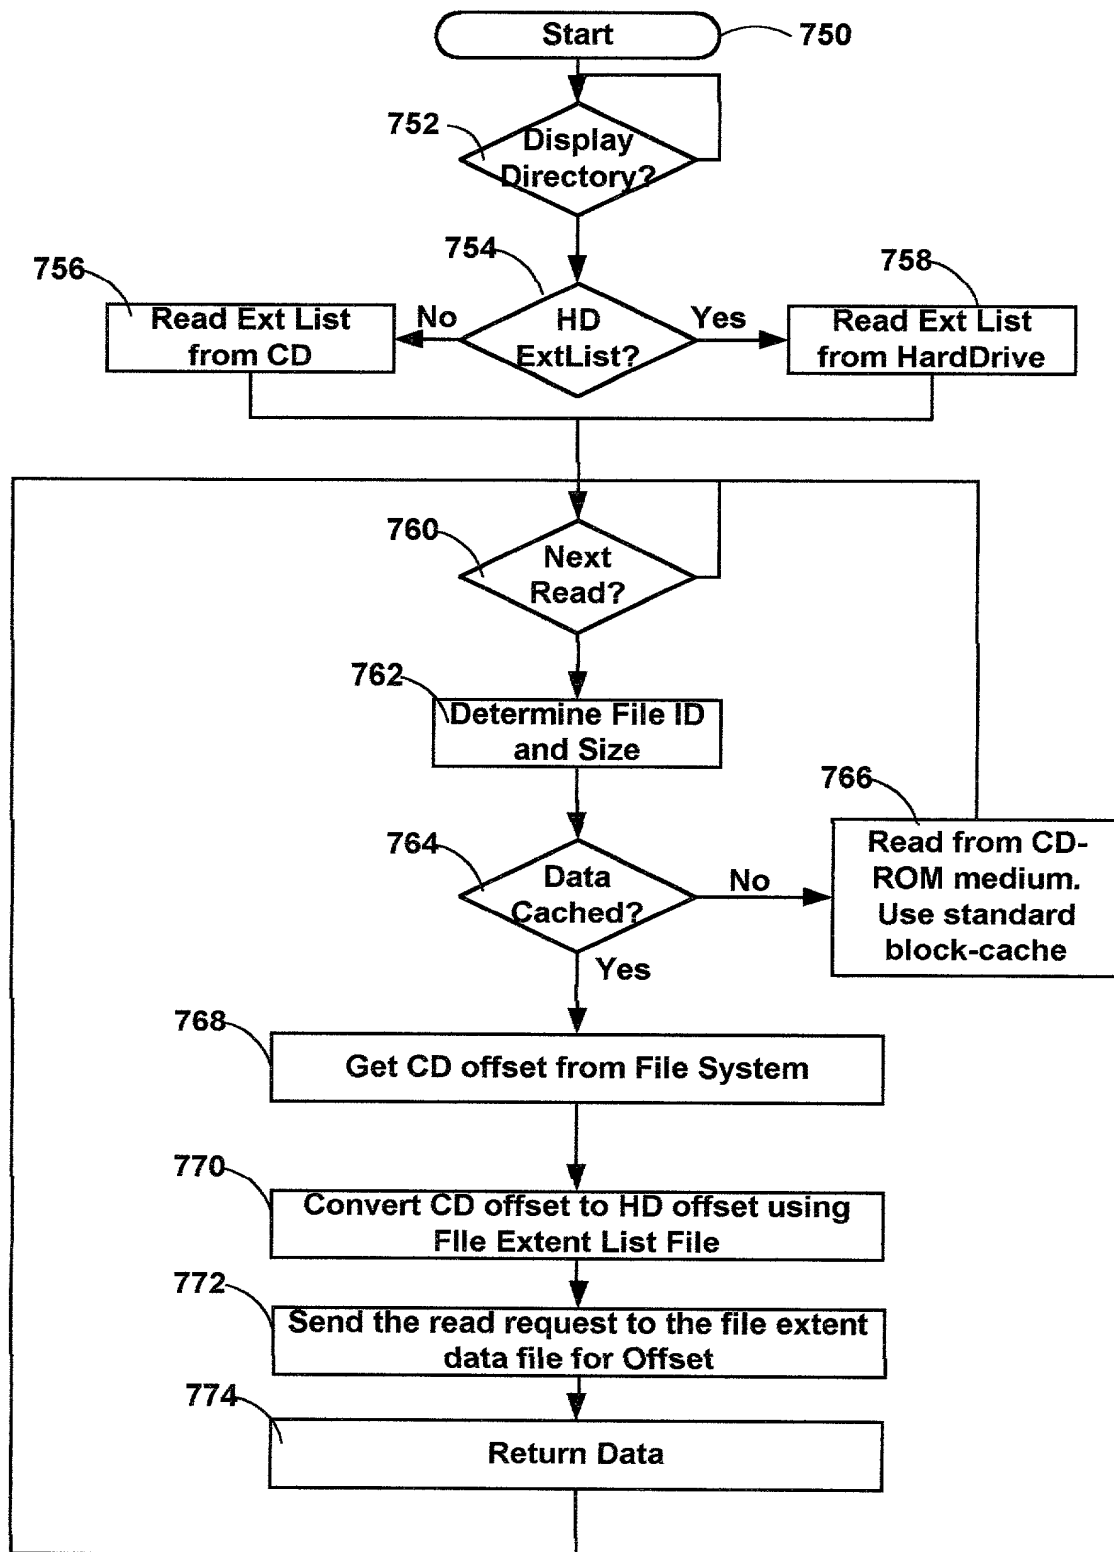 Start
750
752
Display
Directory?
754
756
758
Read Ext List
from CD
No
HD
ExtList?
Yes
Read Ext List
from HardDrive
760
Next
Read?
762
Determine File ID
and Size
766
764
Data
Cached?
No
Read from CD-
ROM medium.
Use standard
block-cache
Yes
768
Get CD offset from File System
770
Convert CD offset to HD offset using
FIle Extent List File
772
Send the read request to the file extent
data file for Offset
774
Return Data